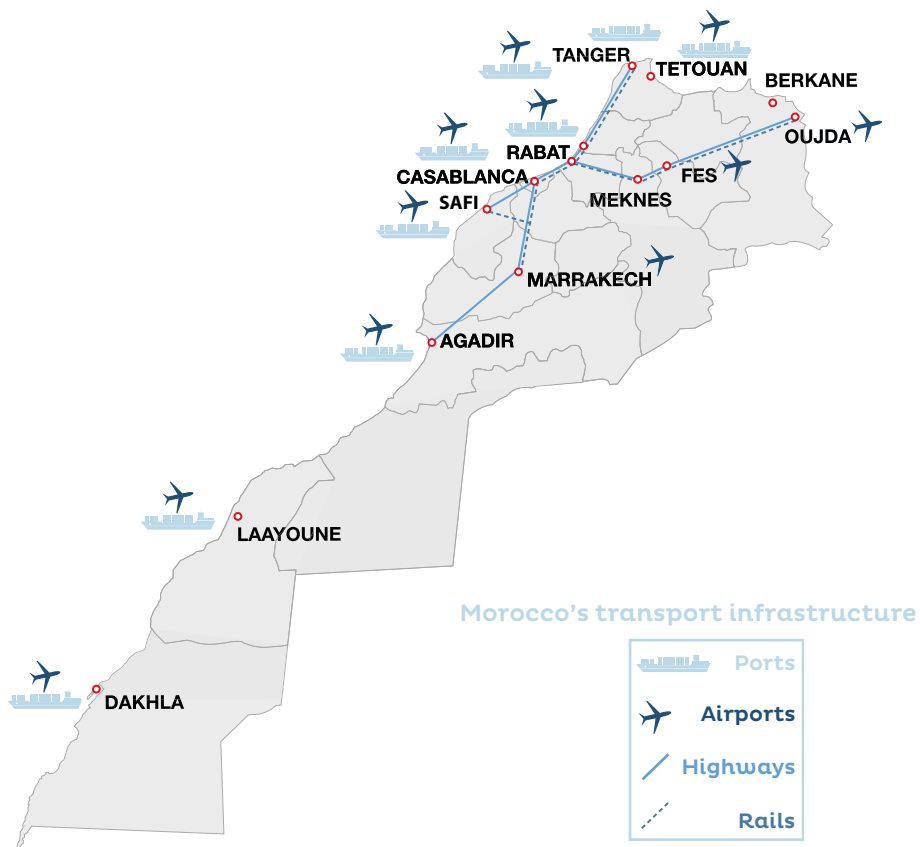 TANGER
TETOUAN
BERKANE
OUJDA
RABAT
FES
CASABLANCA
MEKNES
SAFI
MARRAKECH
AGADIR
LAAYOUNE
DAKHLA
Morocco's transport infrastructure
Ports
Airports
Highways
Rails